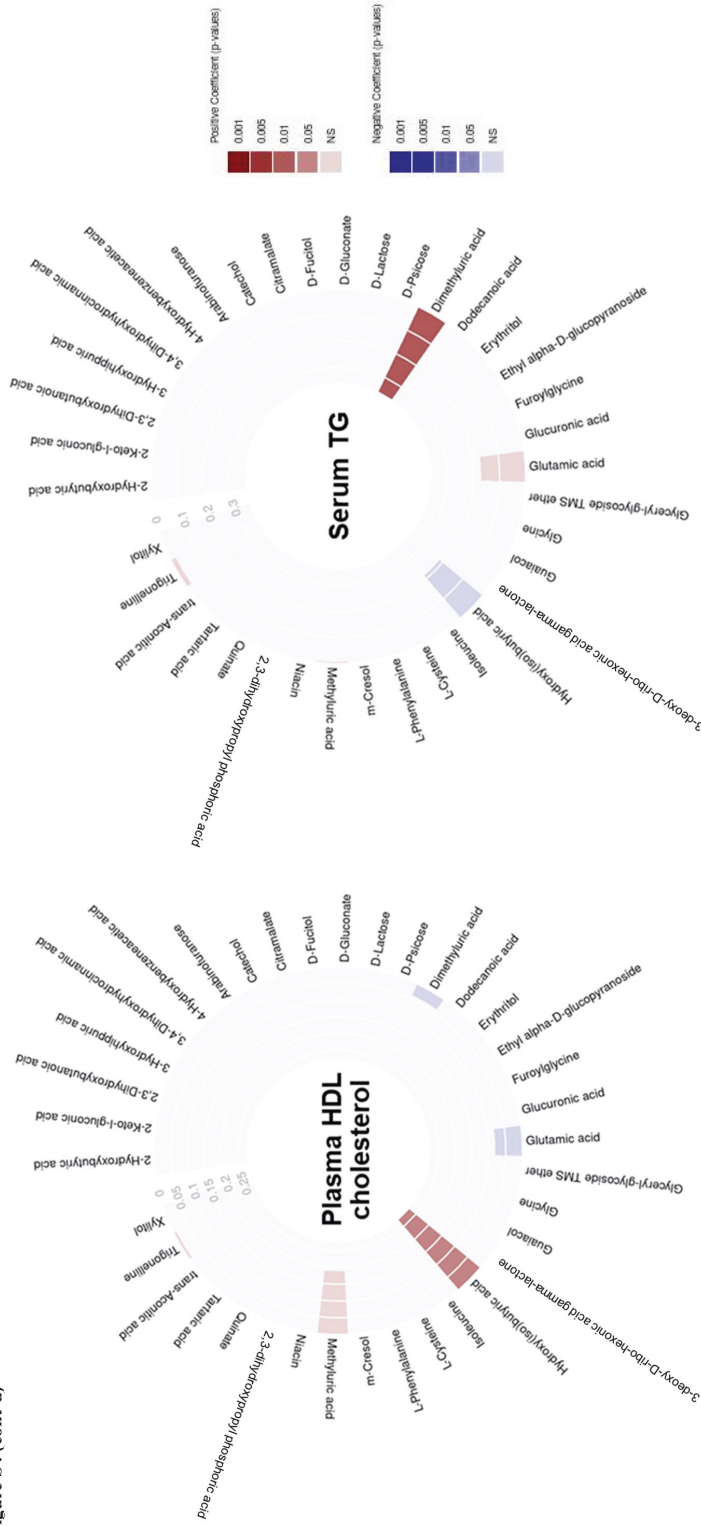 Positive Coefficient (p-values)
0.001
0.005
0.01
0.05
NS
Negative Coefficient (p-values)
0.001
0.005
0.01
0.05
NS
Plasma HDL
cholesterol
0
0.05
0.1
0.15
0.2
0.25
2-Hydroxybutyric acid
2-Keto-l-gluconic acid
2,3-Dihydroxybutanoic acid
3-Hydroxyhippuric acid
3,4-Dihydroxyhydrocinnamic acid
4-Hydroxybenzeneacetic acid
Arabinofuranose
Catechol
Citramalate
D-Fucitol
D-Gluconate
D-Lactose
D-Psicose
Dimethyluric acid
Dodecanoic acid
Erythritol
Ethyl alpha-D-glucopyranoside
Furoylglycine
Glucuronic acid
Glutamic acid
Glyceryl-glycoside TMS ether
Glycine
Guaiacol
3-deoxy-D-ribo-hexonic acid gamma-lactone
Hydroxy(iso)butyric acid
Isoleucine
L-Cysteine
L-Phenylalanine
m-Cresol
Methyluric acid
Niacin
2,3-dihydroxypropyl phosphoric acid
Quinate
Tartaric acid
trans-Aconitic acid
Trigonelline
Xylitol
Serum TG
0
0.1
0.2
0.3
2-Hydroxybutyric acid
2-Keto-l-gluconic acid
2,3-Dihydroxybutanoic acid
3-Hydroxyhippuric acid
3,4-Dihydroxyhydrocinnamic acid
4-Hydroxybenzeneacetic acid
Arabinofuranose
Catechol
Citramalate
D-Fucitol
D-Gluconate
D-Lactose
D-Psicose
Dimethyluric acid
Dodecanoic acid
Erythritol
Ethyl alpha-D-glucopyranoside
Furoylglycine
Glucuronic acid
Glutamic acid
Glyceryl-glycoside TMS ether
Glycine
Guaiacol
3-deoxy-D-ribo-hexonic acid gamma-lactone
Hydroxy(iso)butyric acid
Isoleucine
L-Cysteine
L-Phenylalanine
m-Cresol
Methyluric acid
Niacin
2,3-dihydroxypropyl phosphoric acid
Quinate
Tartaric acid
trans-Aconitic acid
Trigonelline
Xylitol